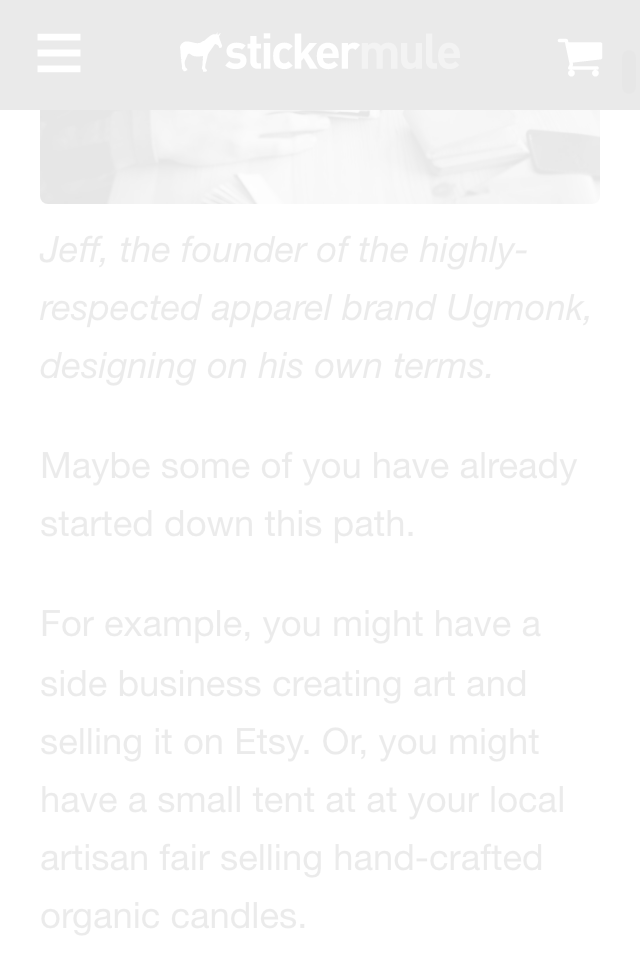 stickermule
Jeff, the founder of the highly-
respected apparel brand Ugmonk,
designing on his own terms.
Maybe some of you have already
started down this path.
For example, you might have a
side business creating art and
selling it on Etsy. Or, you might
have a small tent at at your local
artisan fair selling hand-crafted
organic candles.